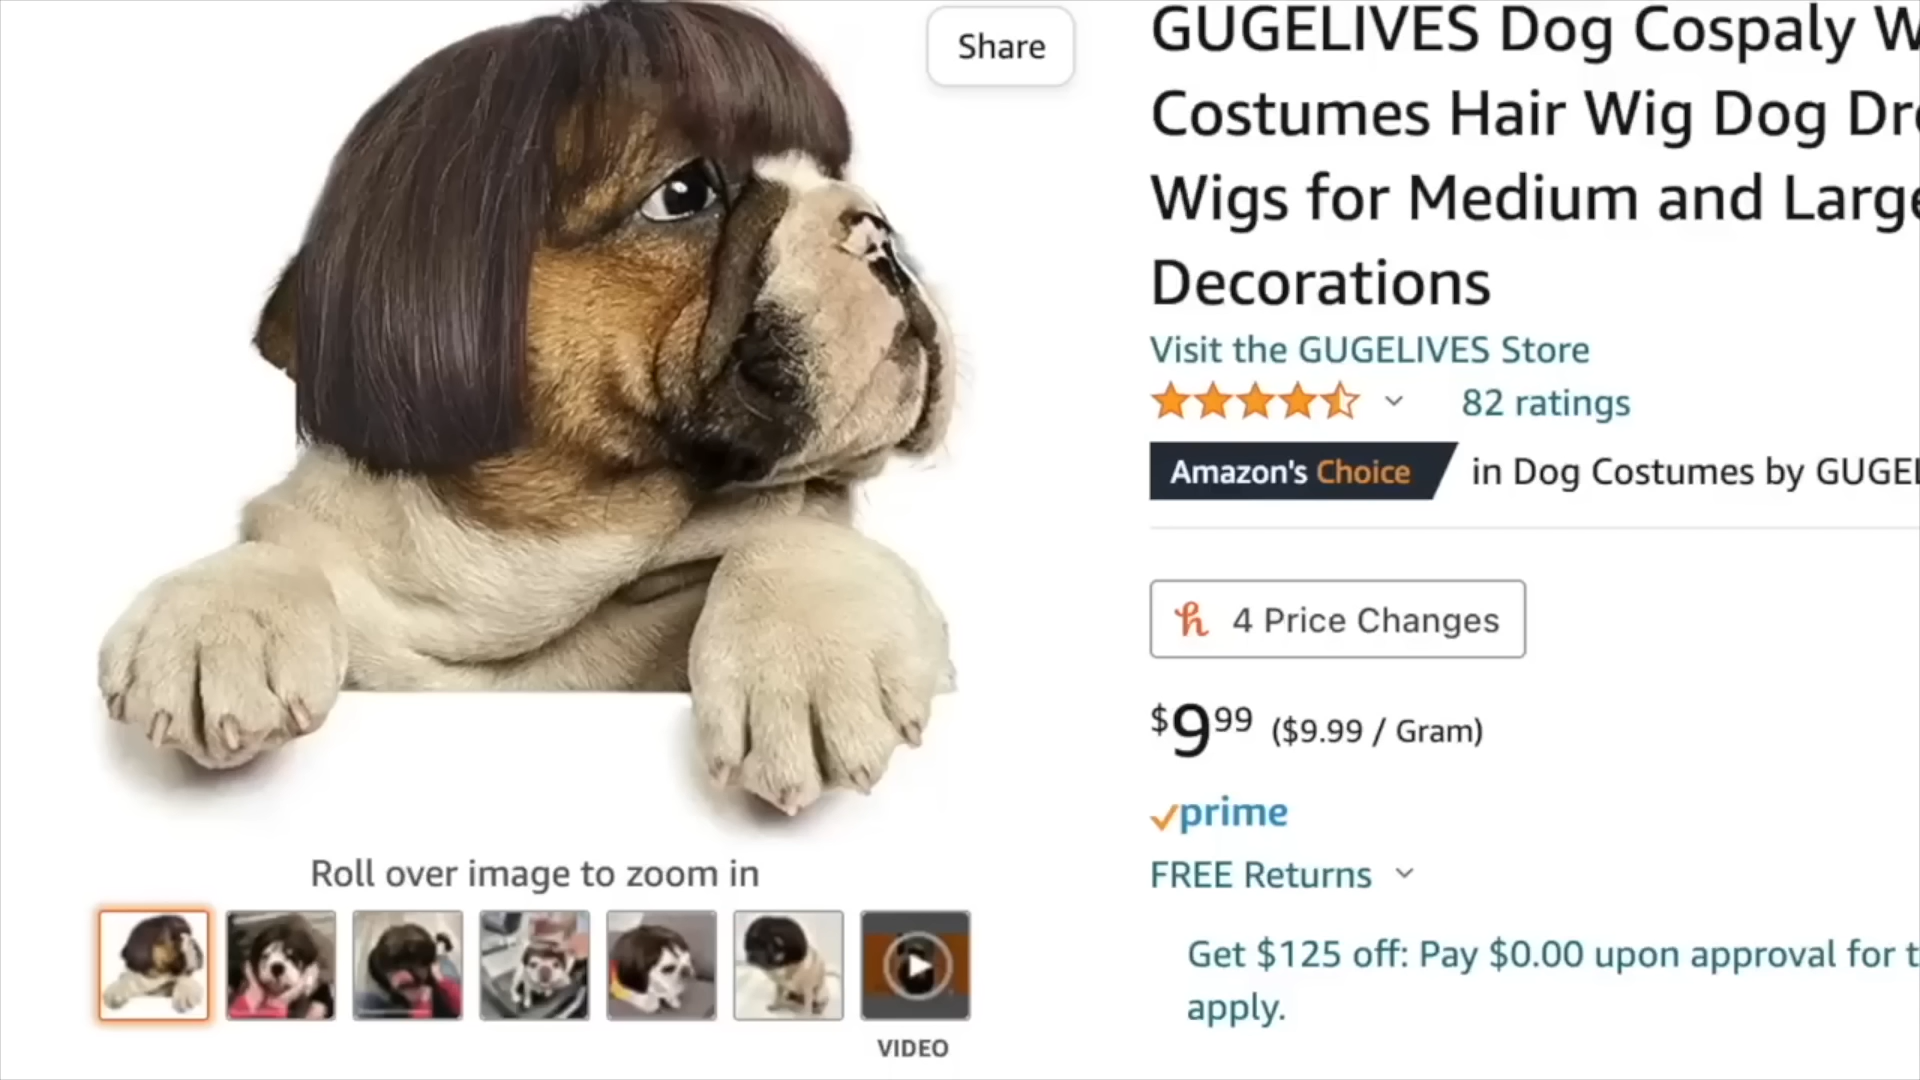 Share
GUGELIVES Dog Cospaly
Costumes Hair Wig Dog
Wigs for Medium and
Decorations
Visit the GUGELIVES Store
82 ratings
Amazon's Choice in Dog Costumes by
4 Price Changes
$9.99 ($9.99 / Gram)
prime
FREE Returns
Get $125 off: Pay $0.00 upon approval for
apply.
Roll over image to zoom in
VIDEO